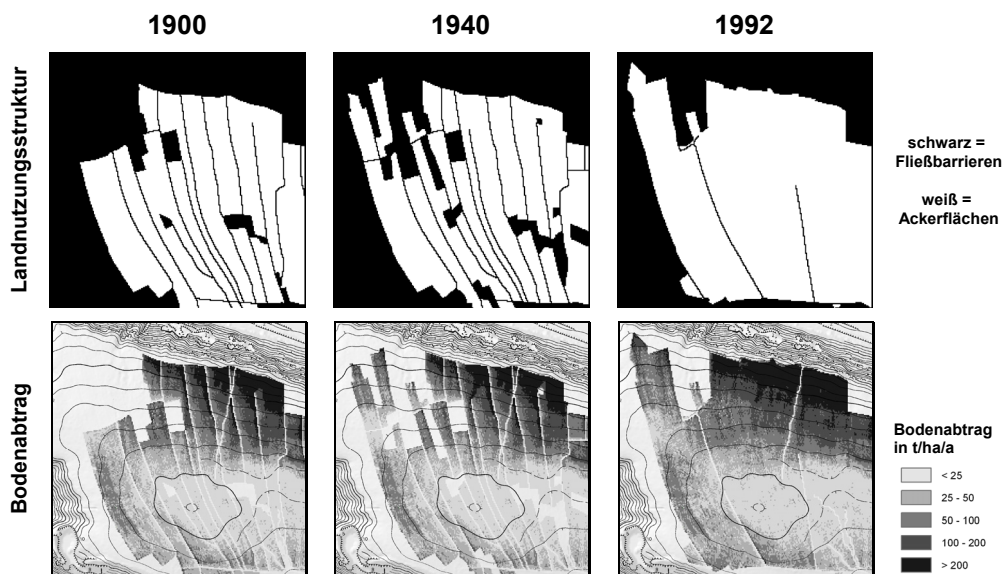 1900
1940
1992
Landnutzungsstruktur
schwarz =
Fließbarrieren
weiß =
Ackerflächen
Bodenabtrag
Bodenabtrag
in t/ha/a
< 25
25 - 50
50 - 100
100 - 200
> 200